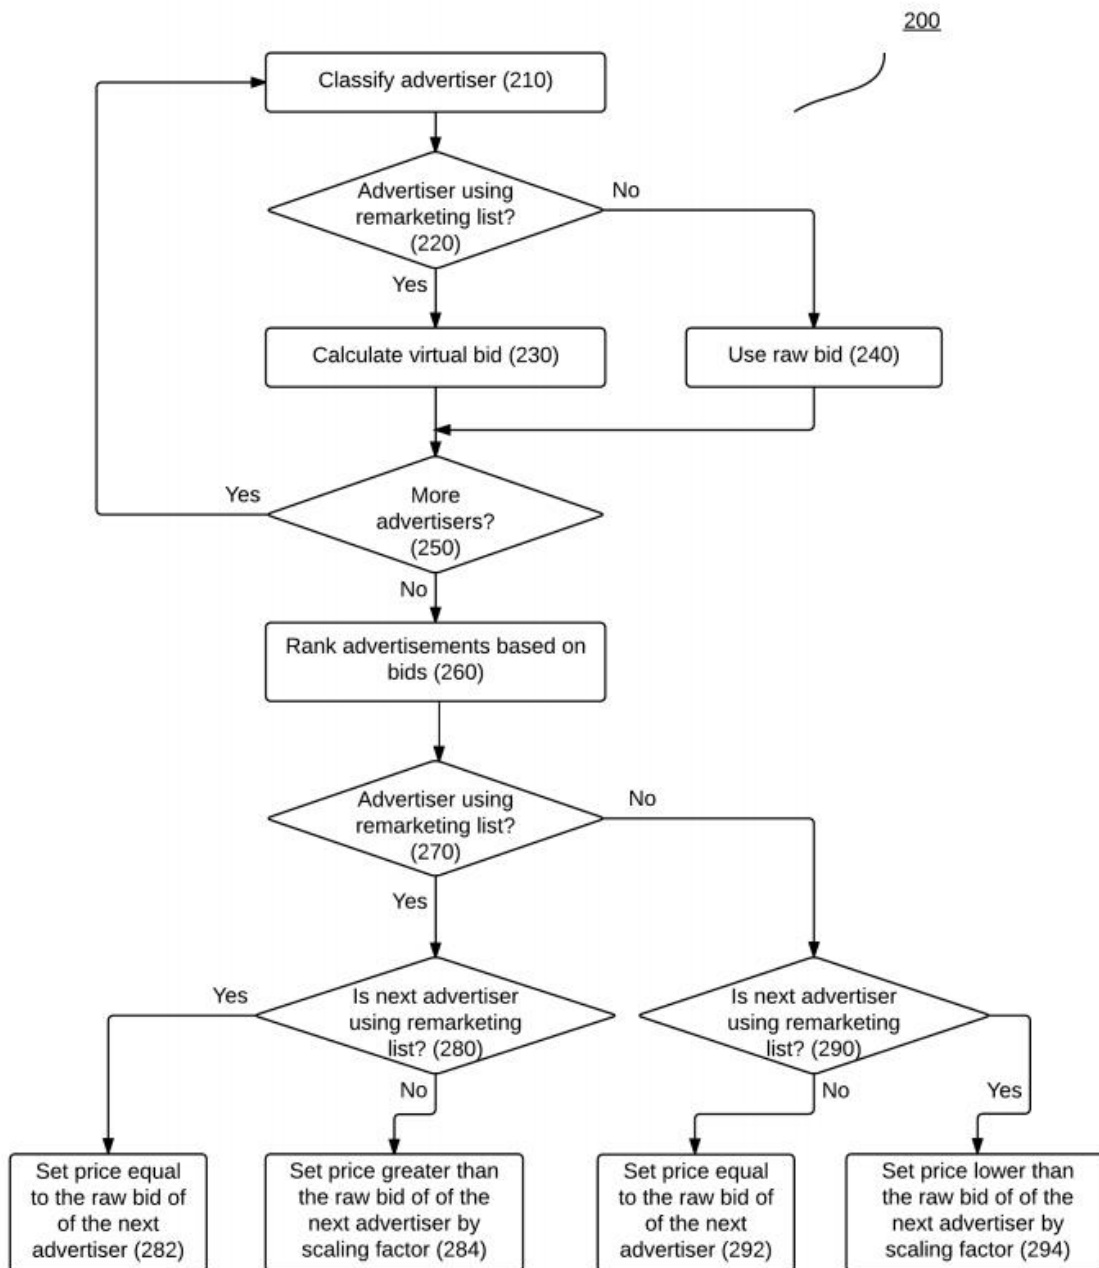 200
Classify advertiser (210)
Advertiser using
remarketing list?
(220)
No
Yes
Calculate virtual bid (230)
Use raw bid (240)
Yes
More
advertisers?
(250)
No
Rank advertisements based on
bids (260)
Advertiser using
remarketing list?
(270)
No
Yes
Yes
Is next advertiser
using remarketing
list? (280)
No
Is next advertiser
using remarketing
list? (290)
No
Yes
Set price equal
to the raw bid of
of the next
advertiser (282)
Set price greater than
the raw bid of of the
next advertiser by
scaling factor (284)
Set price equal
to the raw bid of
of the next
advertiser (292)
Set price lower than
the raw bid of of the
next advertiser by
scaling factor (294)